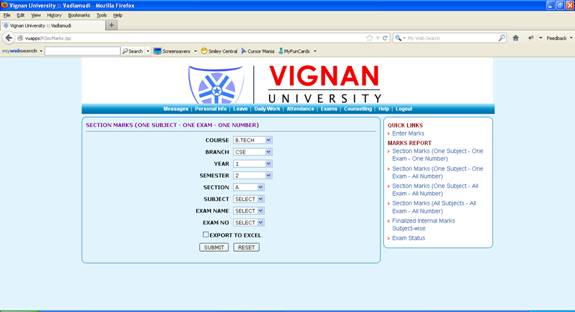 Vignan University :: Vadlamudi - Mozilla Firefox
File Edit View History Bookmarks Tools Help
Vignan University :: Vadlamudi
My Web Search
Feedback
mywebsearch
Search
Screensavers
Smiley Central
Cursor Mania
MyFunCards
VIGNAN
UNIVERSITY
Messages | Personal Info | Leave | Daily Work | Attendance | Exams | Counselling | Help | Logout
SECTION MARKS (ONE SUBJECT - ONE EXAM - ONE NUMBER)
COURSE B.TECH
BRANCH CSE
YEAR 1
SEMESTER 2
SECTION A
SUBJECT SELECT
EXAM NAME SELECT
EXAM NO SELECT
EXPORT TO EXCEL
SUBMIT RESET
QUICK LINKS
Enter Marks
MARKS REPORT
Section Marks (One Subject - One
Exam - One Number)
Section Marks (One Subject - One
Exam - All Number)
Section Marks (One Subject - All
Exam - All Number)
Section Marks (All Subjects - All
Exam - All Number)
Finalized Internal Marks
Subject-wise
Exam Status